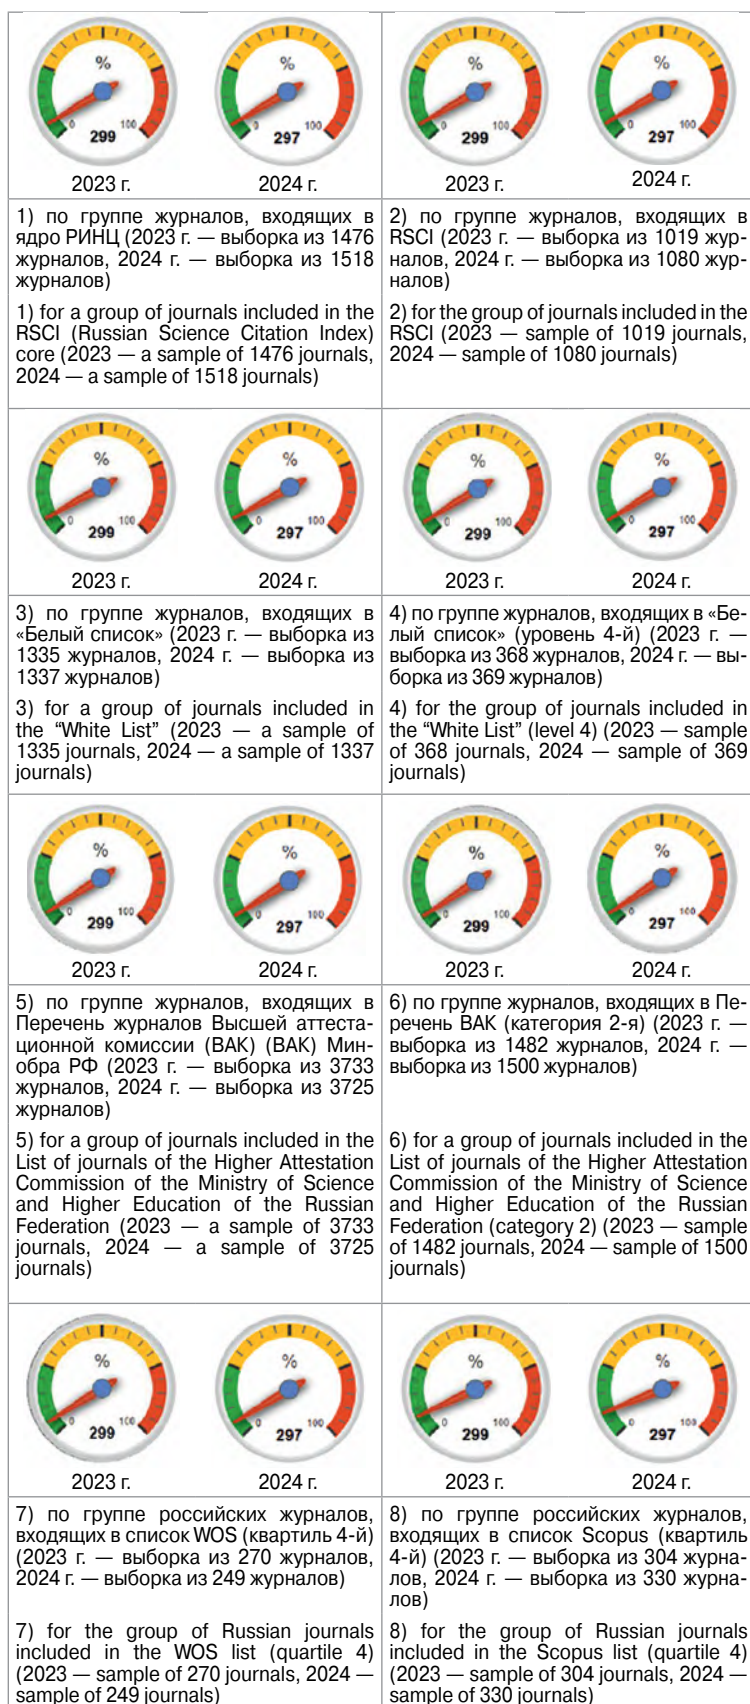 %
0
100
299
2023 г.
%
0
100
297
2024 г.
%
0
100
299
2023 г.
%
0
100
297
2024 г.
1) по группе журналов, входящих в
ядро РИНЦ (2023 г. — выборка из 1476
журналов, 2024 г. — выборка из 1518
журналов)
1) for a group of journals included in the
RSCI (Russian Science Citation Index)
core (2023 — a sample of 1476 journals,
2024 — a sample of 1518 journals)
2) по группе журналов, входящих в
RSCI (2023 г. — выборка из 1019 жур-
налов, 2024 г. — выборка из 1080 жур-
налов)
2) for the group of journals included in the
RSCI (2023 — sample of 1019 journals,
2024 — sample of 1080 journals)
%
0
100
299
2023 г.
%
0
100
297
2024 г.
%
0
100
299
2023 г.
%
0
100
297
2024 г.
3) по группе журналов, входящих в
«Белый список» (2023 г. — выборка из
1335 журналов, 2024 г. — выборка из
1337 журналов)
3) for a group of journals included in
the “White List” (2023 — a sample of
1335 journals, 2024 — a sample of 1337
journals)
4) по группе журналов, входящих в «Бе-
лый список» (уровень 4-й) (2023 г. —
выборка из 368 журналов, 2024 г. — вы-
борка из 369 журналов)
4) for the group of journals included in
the “White List” (level 4) (2023 — sample
of 368 journals, 2024 — sample of 369
journals)
%
0
100
299
2023 г.
%
0
100
297
2024 г.
%
0
100
299
2023 г.
%
0
100
297
2024 г.
5) по группе журналов, входящих в
Перечень журналов Высшей аттеста-
ционной комиссии (ВАК) (ВАК) Мин-
обра РФ (2023 г. — выборка из 3733
журналов, 2024 г. — выборка из 3725
журналов)
5) for a group of journals included in the
List of journals of the Higher Attestation
Commission of the Ministry of Science
and Higher Education of the Russian
Federation (2023 — a sample of 3733
journals, 2024 — a sample of 3725
journals)
6) по группе журналов, входящих в Пе-
речень ВАК (категория 2-я) (2023 г. —
выборка из 1482 журналов, 2024 г. —
выборка из 1500 журналов)
6) for a group of journals included in the
List of journals of the Higher Attestation
Commission of the Ministry of Science
and Higher Education of the Russian
Federation (category 2) (2023 — sample
of 1482 journals, 2024 — sample of 1500
journals)
%
0
100
299
2023 г.
%
0
100
297
2024 г.
%
0
100
299
2023 г.
%
0
100
297
2024 г.
7) по группе российских журналов,
входящих в список WOS (квартиль 4-й)
(2023 г. — выборка из 270 журналов,
2024 г. — выборка из 249 журналов)
7) for the group of Russian journals
included in the WOS list (quartile 4)
(2023 — sample of 270 journals, 2024 —
sample of 249 journals)
8) по группе российских журналов,
входящих в список Scopus (квартиль
4-й) (2023 г. — выборка из 304 журна-
лов, 2024 г. — выборка из 330 журна-
лов)
8) for the group of Russian journals
included in the Scopus list (quartile 4)
(2023 — sample of 304 journals, 2024 —
sample of 330 journals)